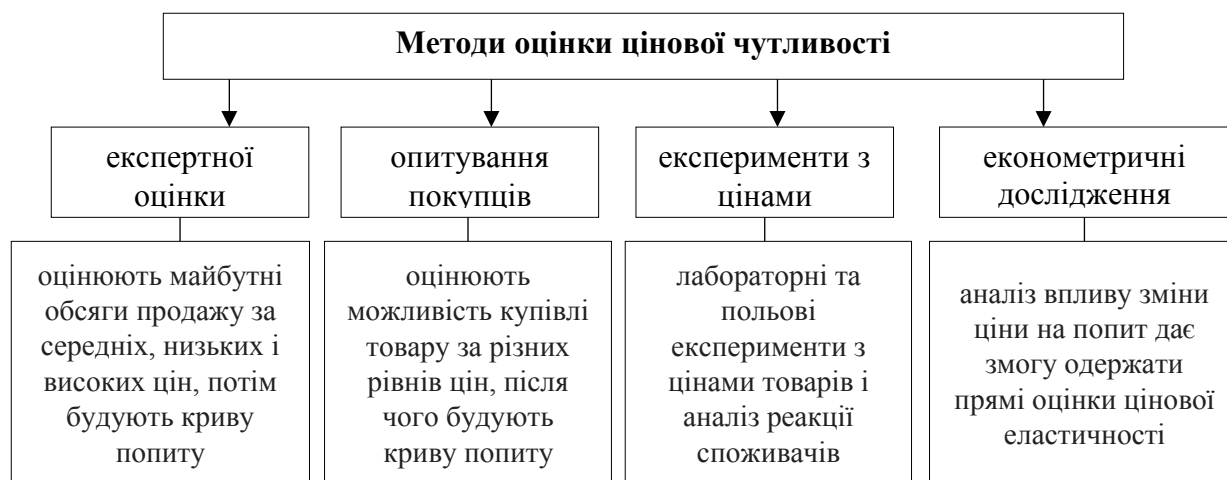 Методи оцінки цінової чутливості
експертної
оцінки
опитування
покупців
експерименти з
цінами
економетричні
дослідження
оцінюють майбутні
обсяги продажу за
середніх, низьких і
високих цін, потім
будують криву
попиту
оцінюють
можливість купівлі
товару за різних
рівнів цін, після
чого будують
криву попиту
лабораторні та
польові
експерименти з
цінами товарів і
аналіз реакції
споживачів
аналіз впливу зміни
ціни на попит дає
змогу одержати
прямі оцінки цінової
еластичності